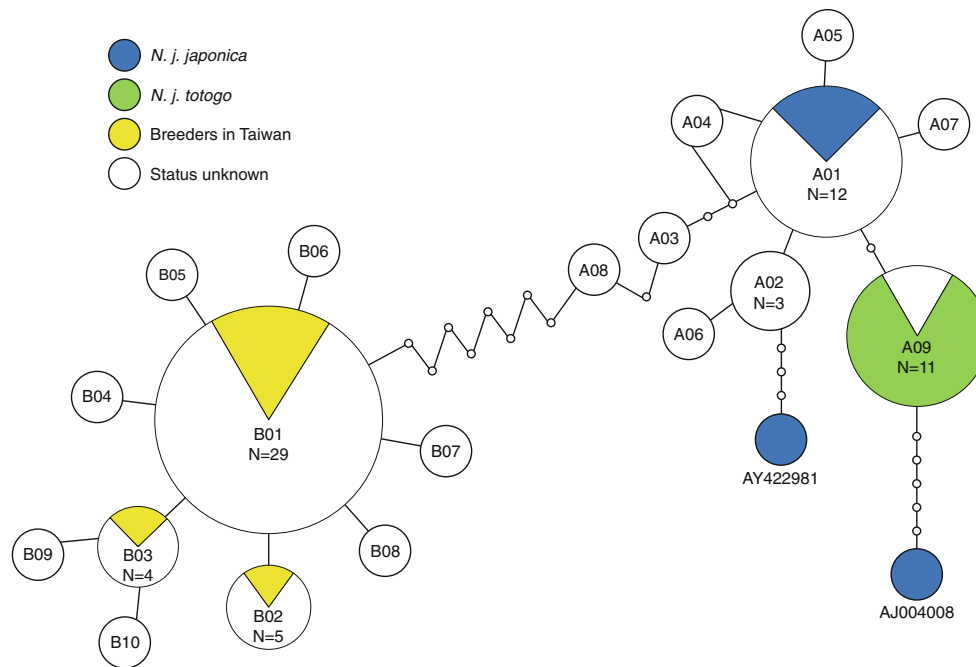 N. j. japonica
N. j. totogo
Breeders in Taiwan
Status unknown
A05
A04
A07
A01
N=12
A03
A08
A02
N=3
A06
A09
N=11
B06
B05
B04
B01
N=29
B07
B08
B03
N=4
B09
B10
B02
N=5
AY422981
AJ004008